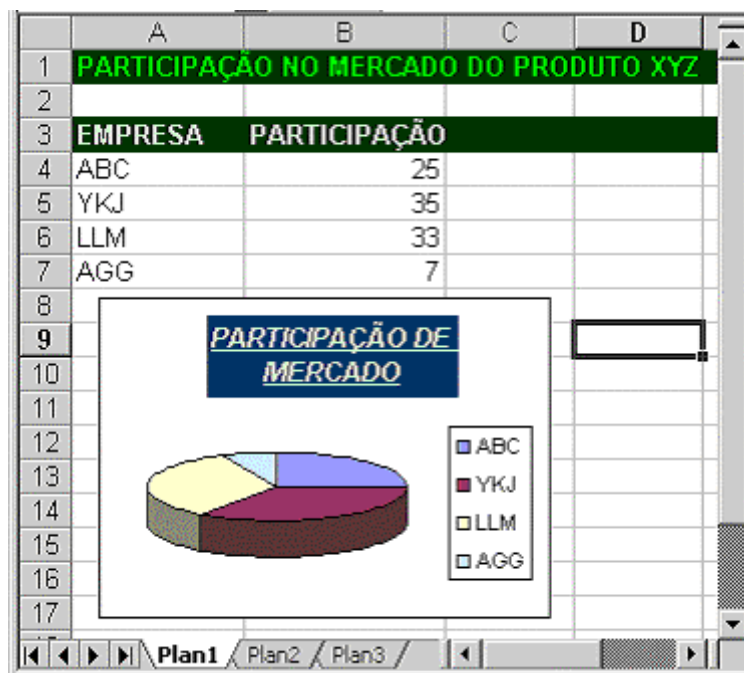 A B C D
1 PARTICIPAÇÃO NO MERCADO DO PRODUTO XYZ
2
3 EMPRESA PARTICIPAÇÃO
4 ABC 25
5 YKJ 35
6 LLM 33
7 AGG 7
8
9
10
11
12
13
14
15
16
17
PARTICIPAÇÃO DE
MERCADO
ABC
YKJ
LLM
AGG
Plan1 Plan2 Plan3